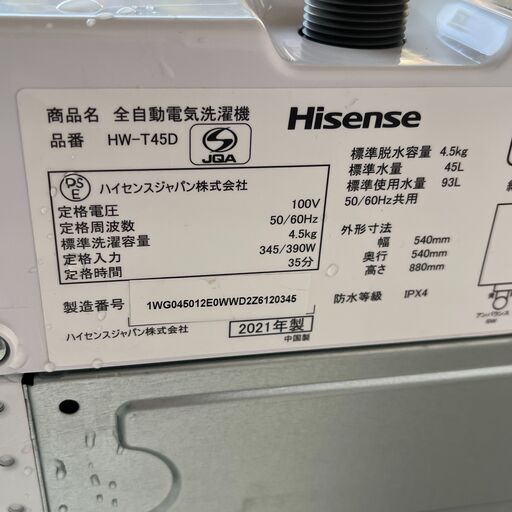 商品名 全自動電気洗濯機
品番 HW-T45D
JQA
Hisense
PS
E
ハイセンスジャパン株式会社
定格電圧 100V
定格周波数 50/60Hz
標準洗濯容量 4.5kg
定格入力 345/390W
定格時間 35分
製造番号 1WG045012E0WWD2Z6120345
ハイセンスジャパン株式会社
2021年製
中国製
標準脱水容量 4.5kg
標準水量 45L
標準使用水量 93L
50/60Hz共用
外形寸法
幅 540mm
奥行 540mm
高さ 880mm
防水等級 IPX4
アンバランス